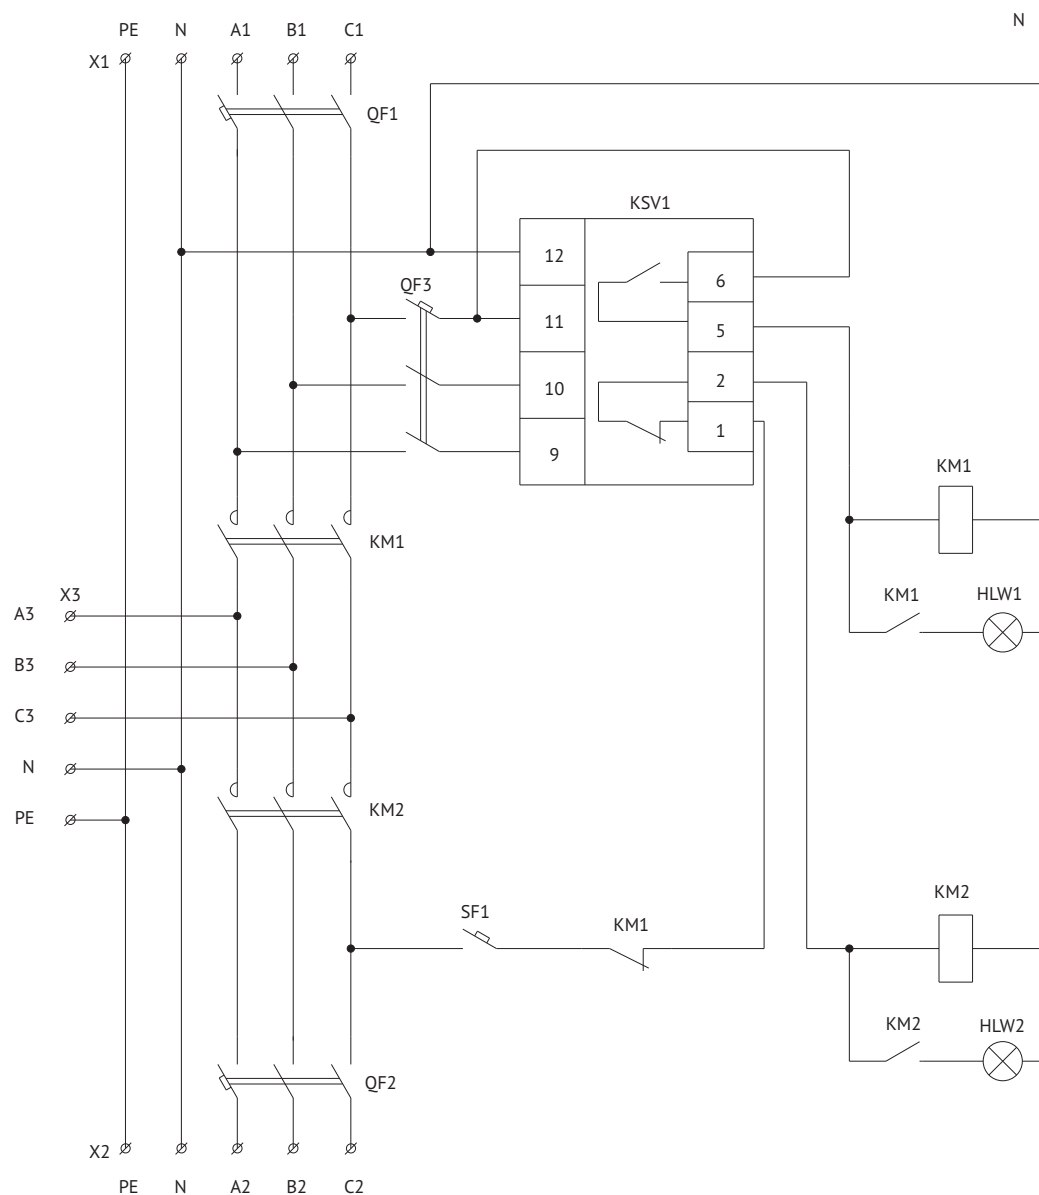 PE N A1 B1 C1 N
X1
QF1
KSV1
12
6
QF3
11
5
10
2
1
9
KM1
KM1
X3
KM1 HLW1
A3
B3
C3
N
KM2
PE
KM2
SF1
KM1
KM2 HLW2
QF2
X2
PE N A2 B2 C2